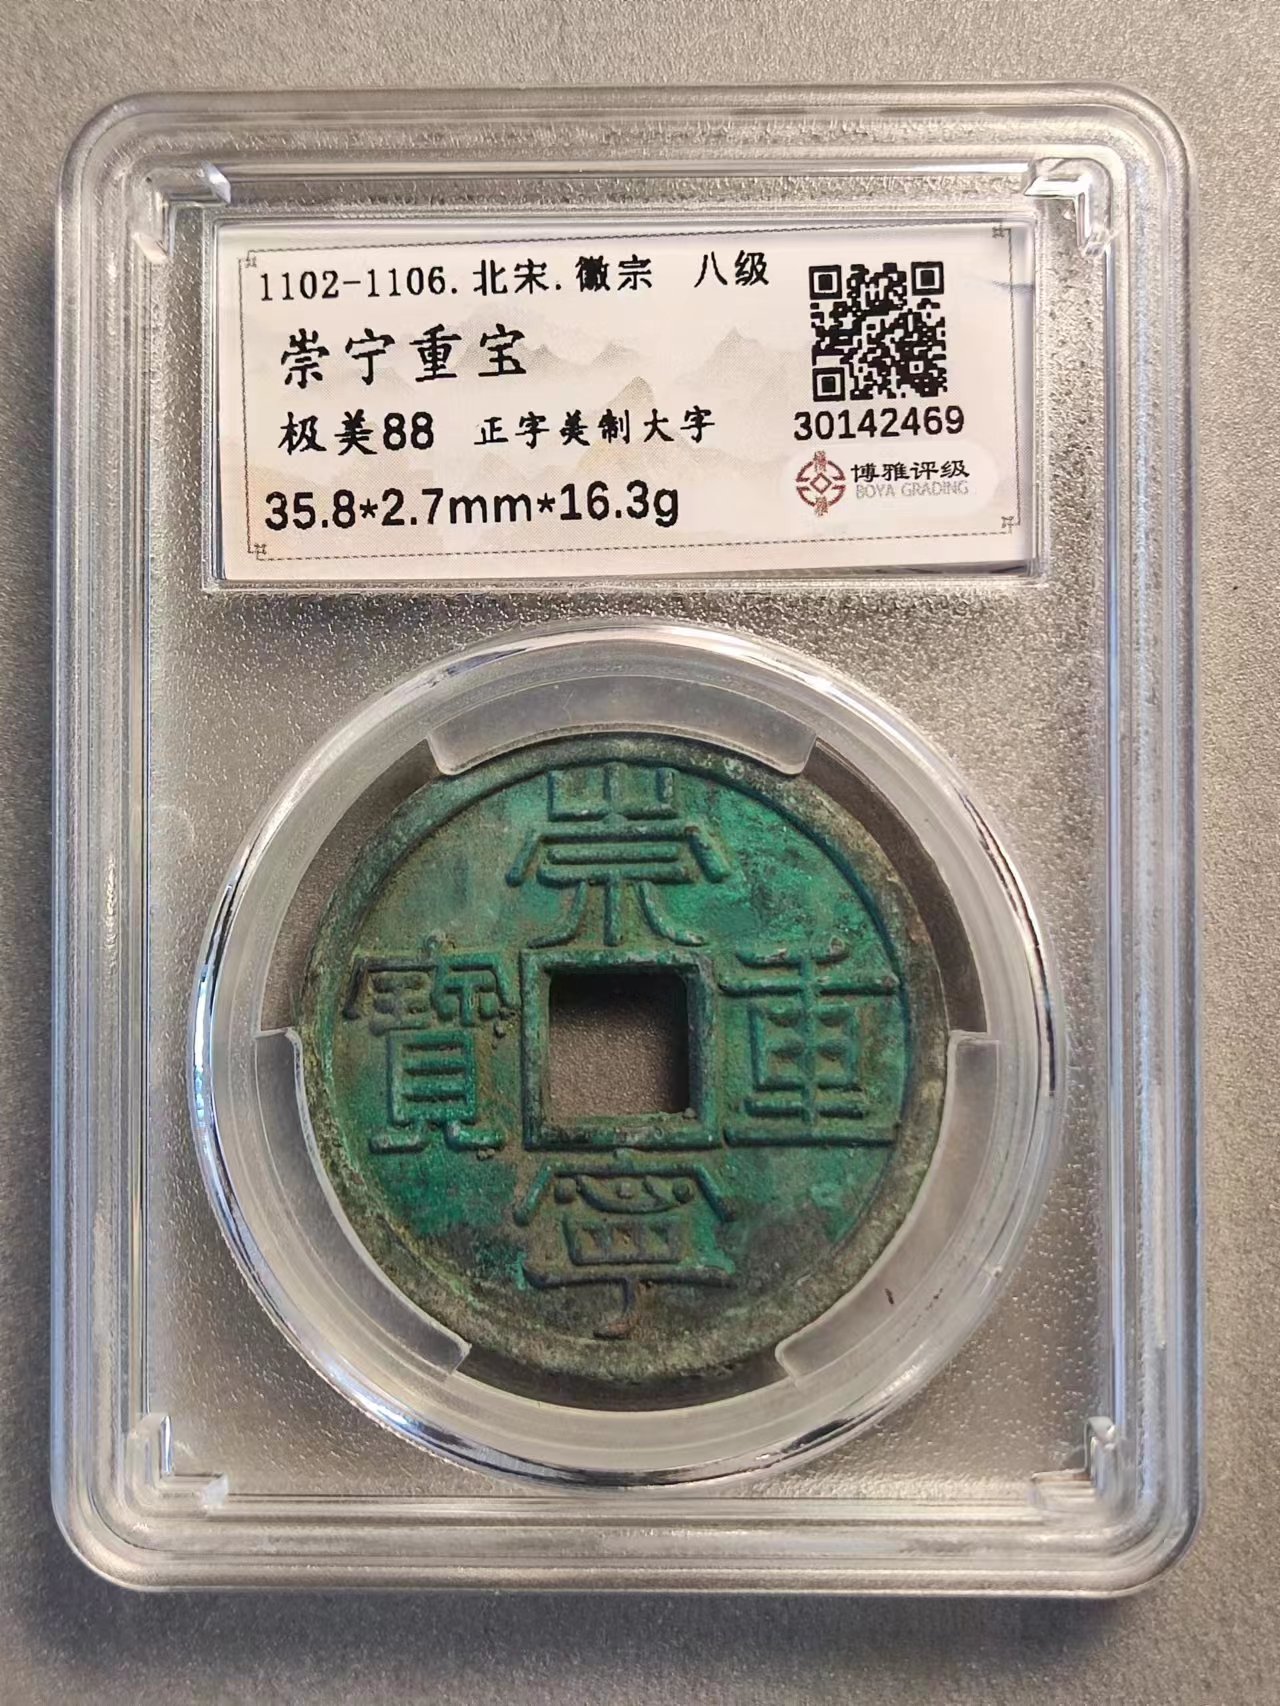 1102-1106.北宋.徽宗 八级
崇宁重宝
极美88 正字美制大字
35.8*2.7mm*16.3g
30142469
博雅评级
BOYA GRADING
崇
寶 重
寧